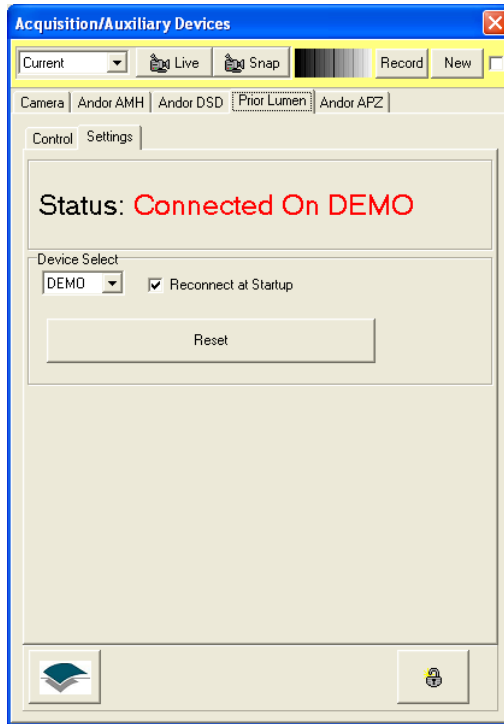 Acquisition/Auxiliary Devices
Current Live Snap Record New
Camera Andor AMH Andor DSD Prior Lumen Andor APZ
Control Settings
Status: Connected On DEMO
Device Select
DEMO Reconnect at Startup
Reset